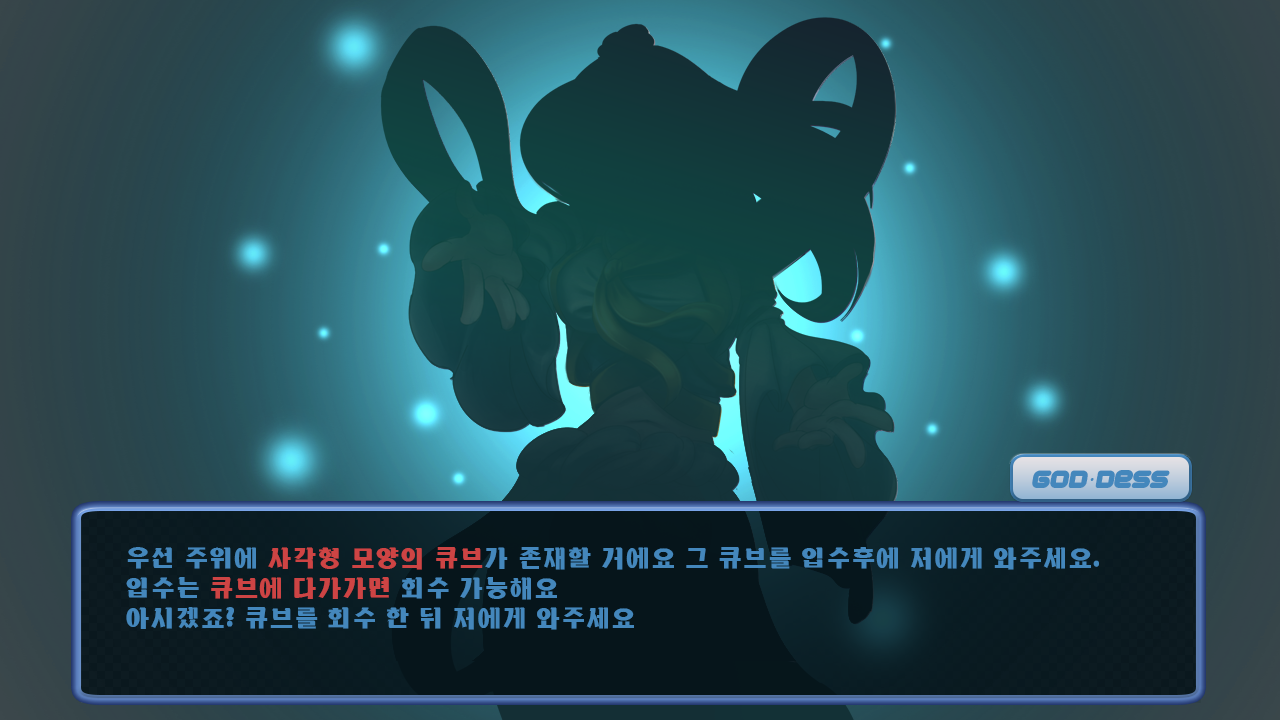 GOD·DESS
우선 주위에 사각형 모양의 큐브가 존재할 거에요 그 큐브를 입수후에 저에게 와주세요.
입수는 큐브에 다가가면 회수 가능해요
아시겠죠? 큐브를 회수 한 뒤 저에게 와주세요